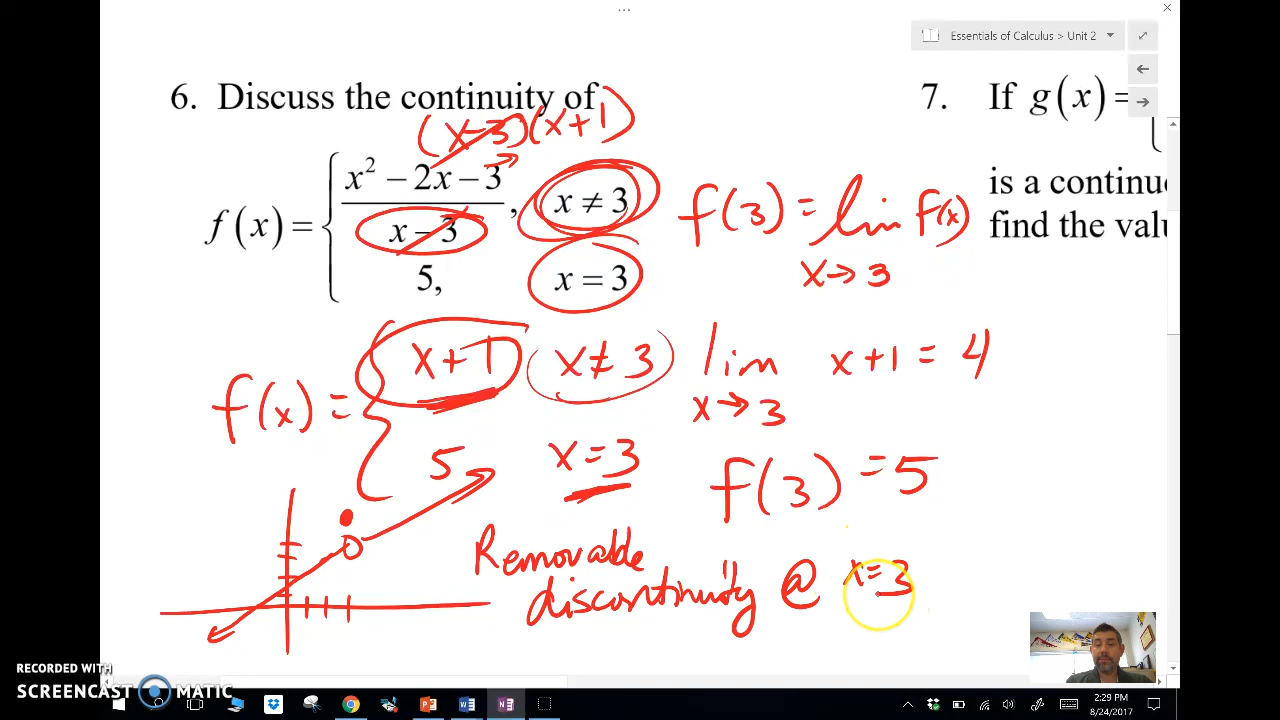 Essentials of Calculus > Unit 2
6. Discuss the continuity of
(x-3)(x+1)
f(x) = { x² − 2x − 3 / x − 3, x ≠ 3
5, x = 3
f(3) = lim x→3 f(x)
7. If g(x) =
is a continu
find the valu
f(x) = { x+1 x≠3
5 x=3
lim x→3 x+1 = 4
f(3) = 5
Removable
discontinuity @ x=3
RECORDED WITH
SCREENCAST MATIC
2:29 PM
8/24/2017